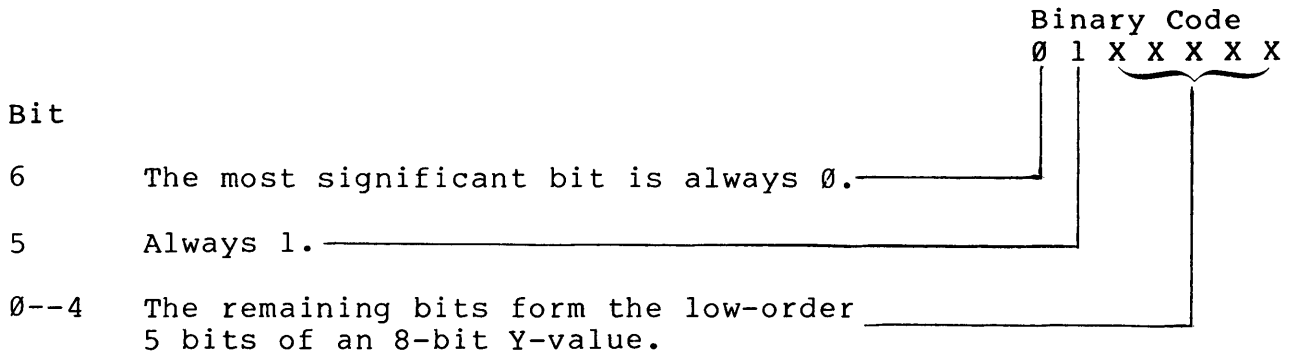 Binary Code
Ø 1 X X X X X
Bit
6 The most significant bit is always Ø.
5 Always 1.
Ø--4 The remaining bits form the low-order
5 bits of an 8-bit Y-value.